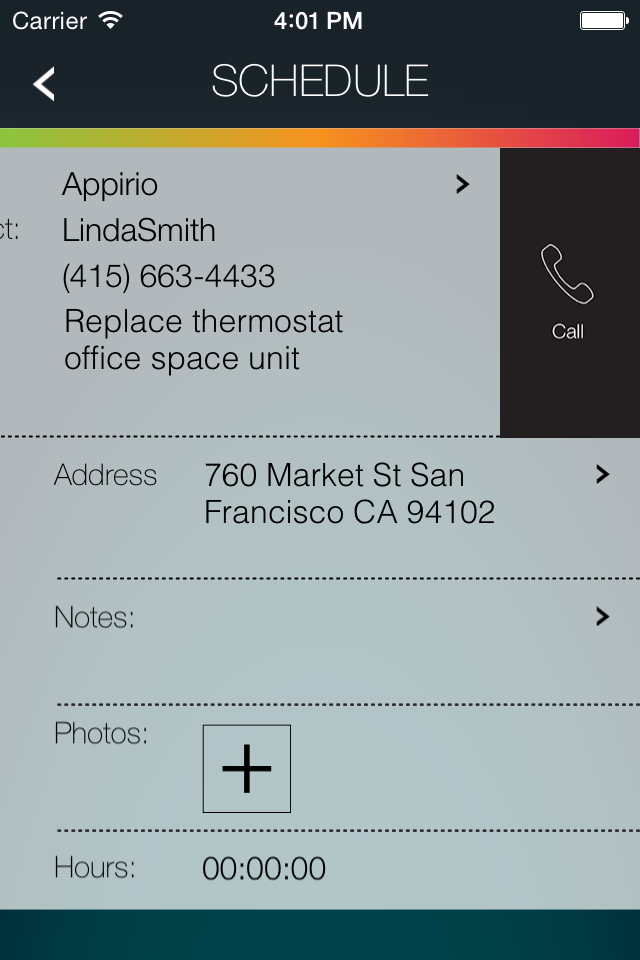 Carrier 4:01 PM
SCHEDULE
Appirio
ct: LindaSmith
(415) 663-4433
Replace thermostat
office space unit
Call
Address 760 Market St San
Francisco CA 94102
Notes:
Photos:
Hours: 00:00:00